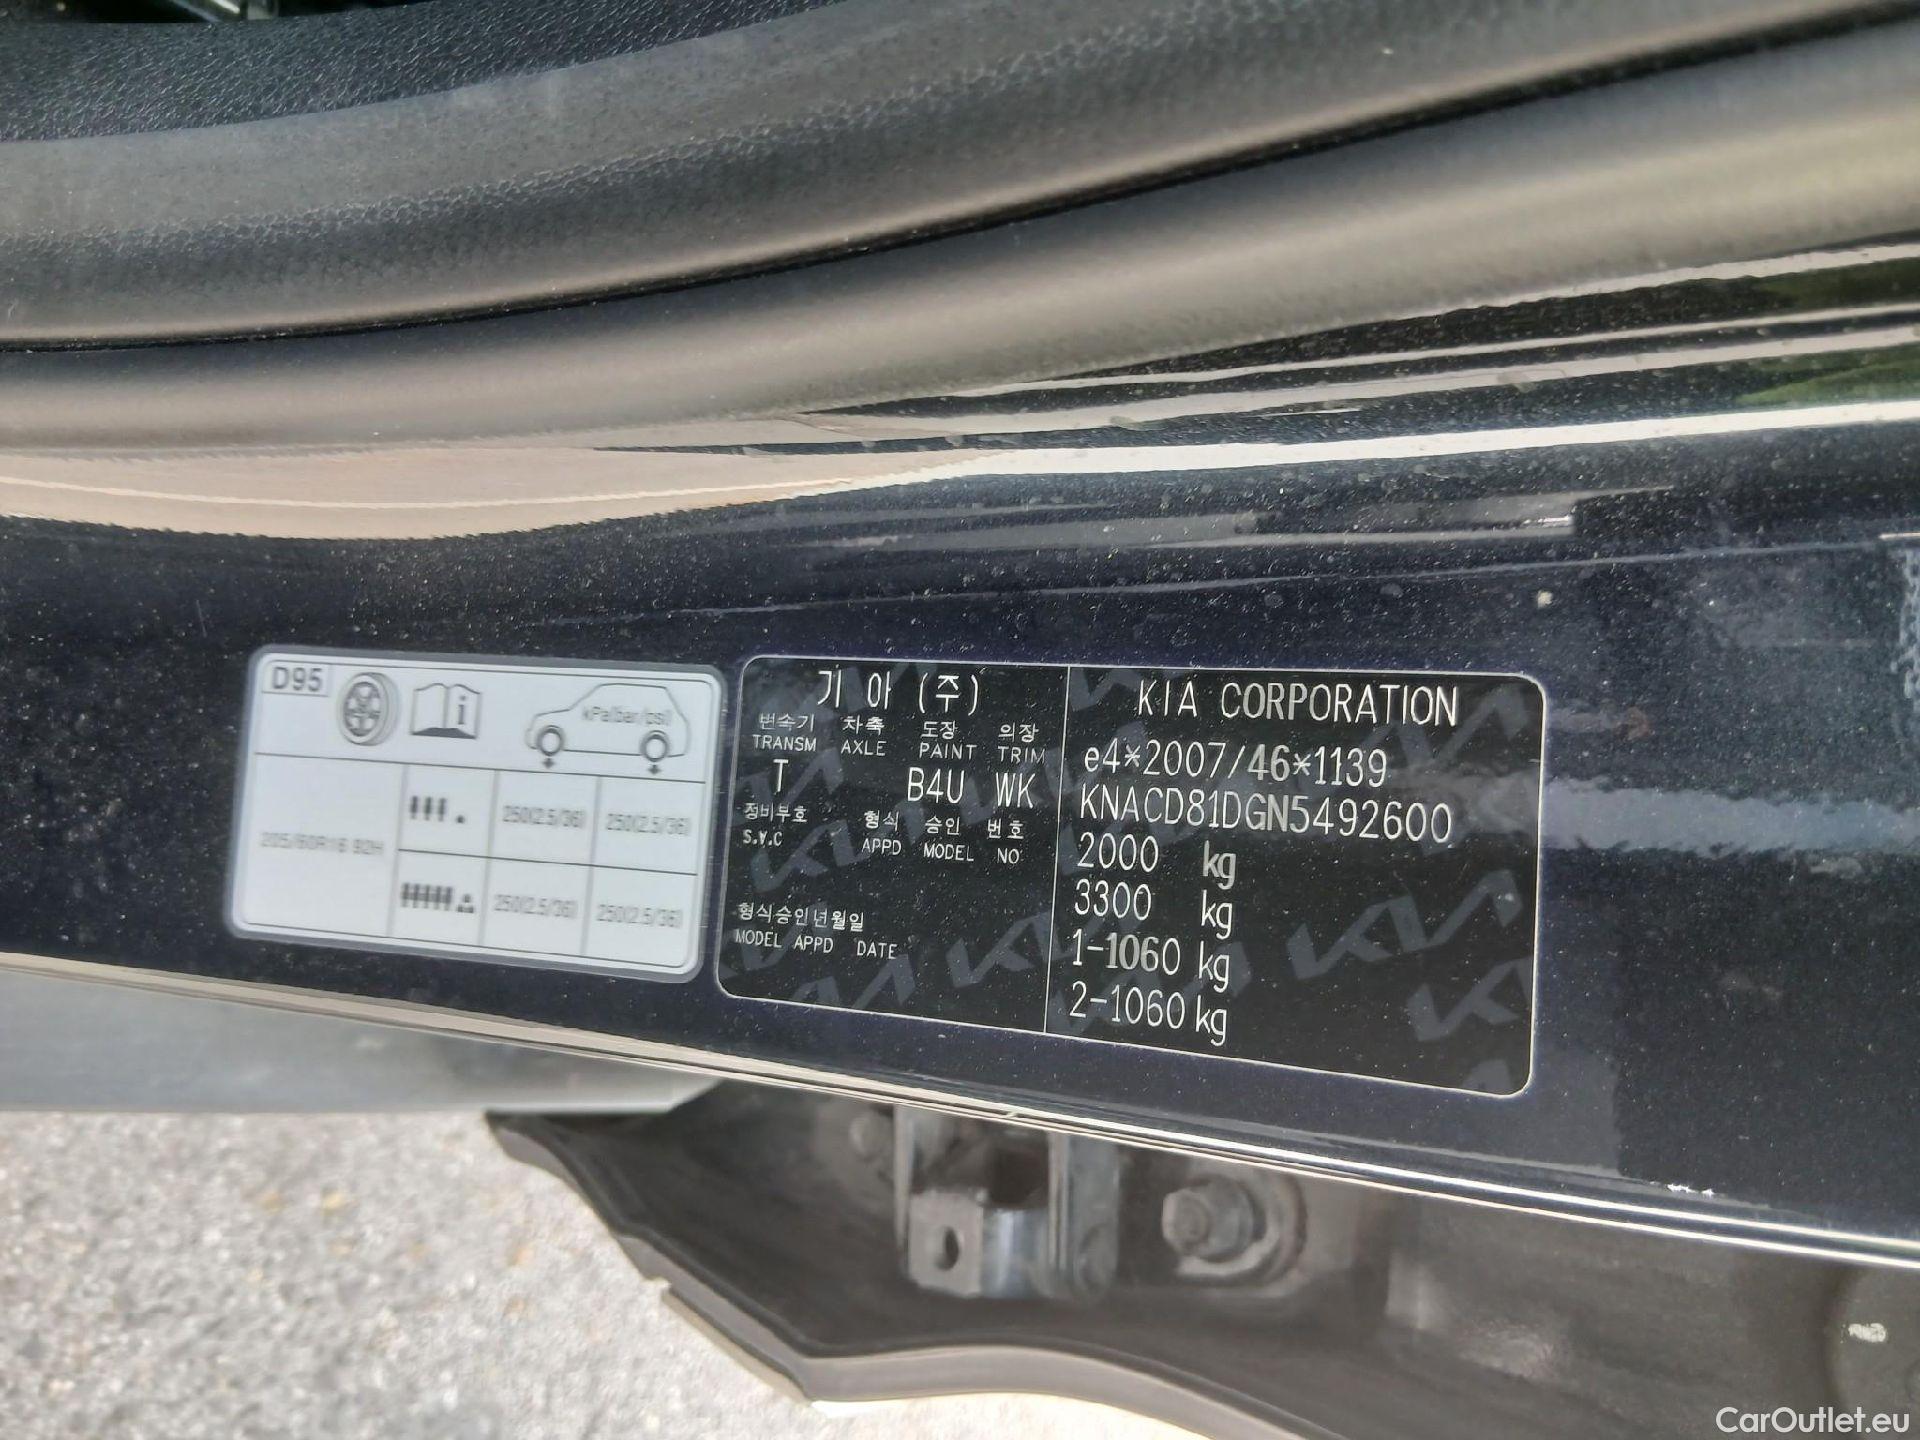 D95
kPa(bar/psi)
205/60R16 92H
250(2.5/36) 250(2.5/36)
250(2.5/36) 250(2.5/36)
기아 (주)
변속기 차축 도장 의장
TRANSM AXLE PAINT TRIM
T B4U WK
정비부호 형식 승인 번호
S.V.C APPD MODEL NO
형식승인년월일
MODEL APPD DATE
KIA CORPORATION
e4*2007/46*1139
KNACD81DGN5492600
2000 kg
3300 kg
1-1060 kg
2-1060 kg
CarOutlet.eu